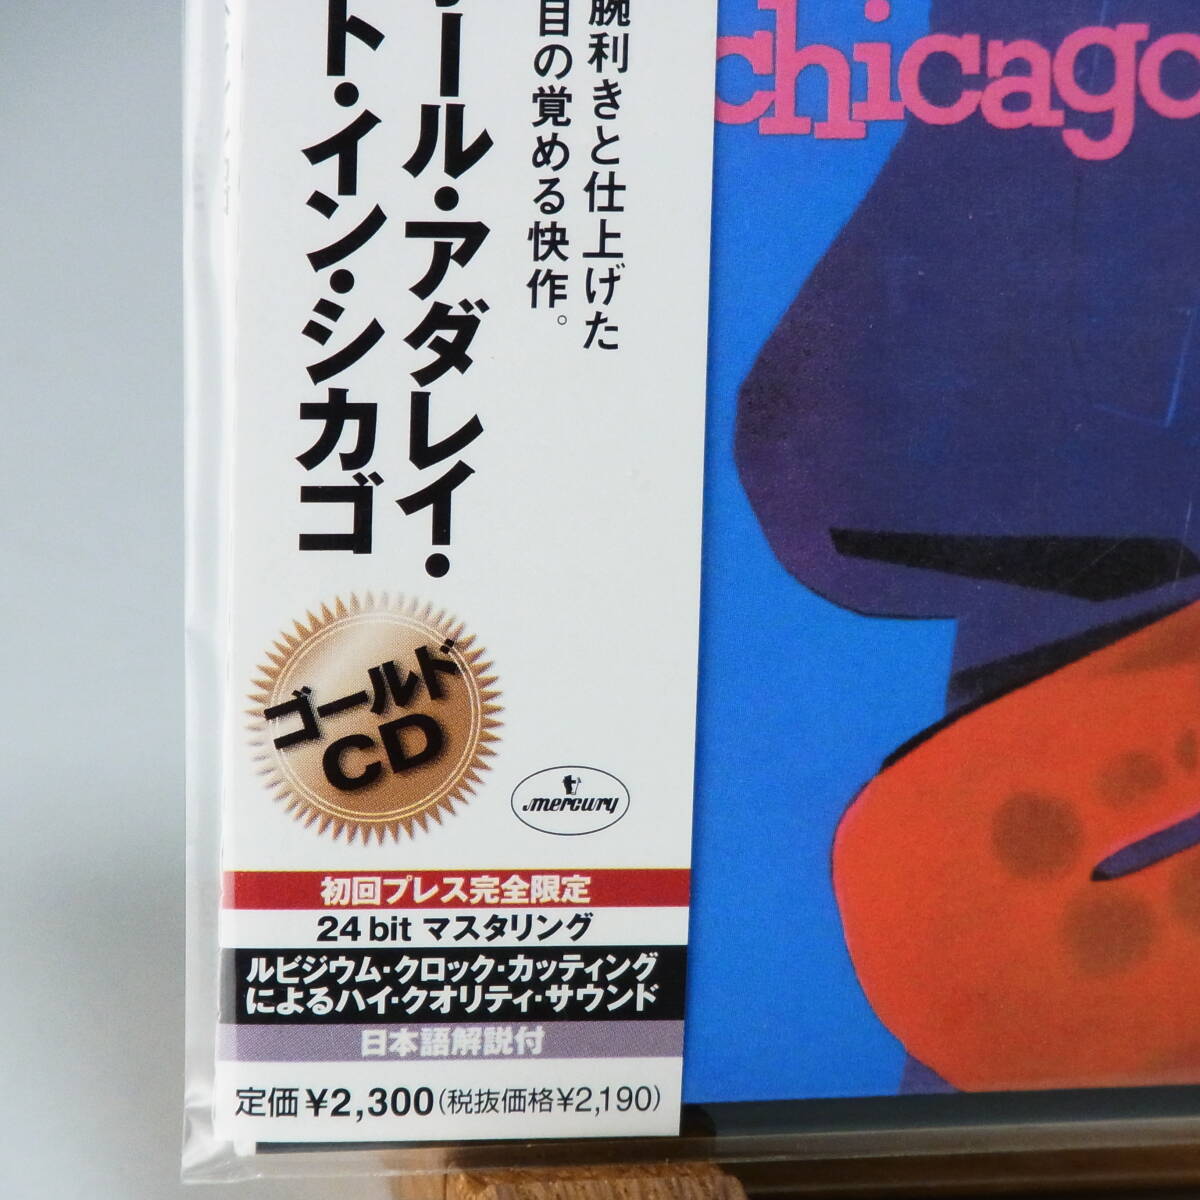 腕利きと仕上げた
目の覚める快作。
ール・アダレイ・
ト・イン・シカゴ
chicago
ゴールド
CD
mercury
初回プレス完全限定
24 bit マスタリング
ルビジウム・クロック・カッティング
によるハイ・クオリティ・サウンド
日本語解説付
定価 ¥2,300(税抜価格¥2,190)